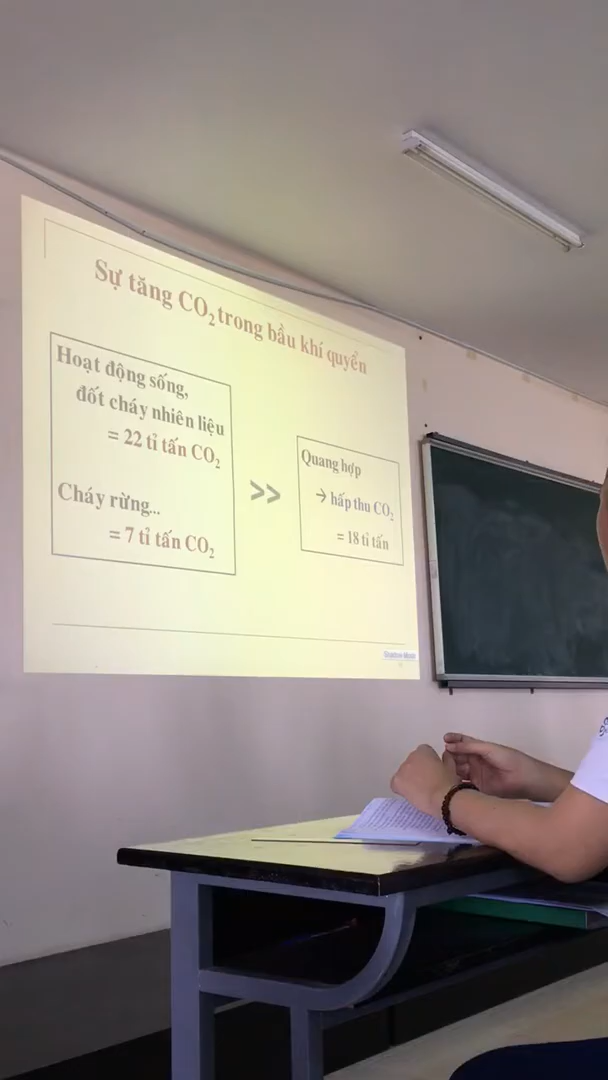 Sự tăng CO₂ trong bầu khí quyển
Hoạt động sống,
đốt cháy nhiên liệu
= 22 tỉ tấn CO₂
Cháy rừng...
= 7 tỉ tấn CO₂
>>
Quang hợp
→ hấp thu CO₂
= 18 tỉ tấn